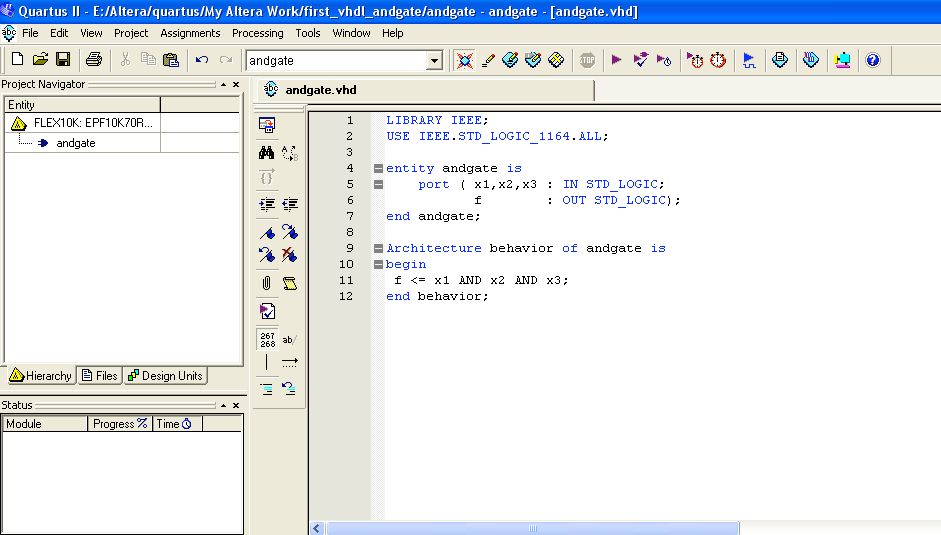 Quartus II - E:/Altera/quartus/My Altera Work/first_vhdl_andgate/andgate - andgate - [andgate.vhd]
File Edit View Project Assignments Processing Tools Window Help
andgate
STOP
Project Navigator
Entity
FLEX10K: EPF10K70R...
andgate
Hierarchy Files Design Units
Status
Module Progress % Time
andgate.vhd
267
268
ab/
1 LIBRARY IEEE;
2 USE IEEE.STD_LOGIC_1164.ALL;
3
4 entity andgate is
5 port ( x1,x2,x3 : IN STD_LOGIC;
6 f : OUT STD_LOGIC);
7 end andgate;
8
9 Architecture behavior of andgate is
10 begin
11 f <= x1 AND x2 AND x3;
12 end behavior;